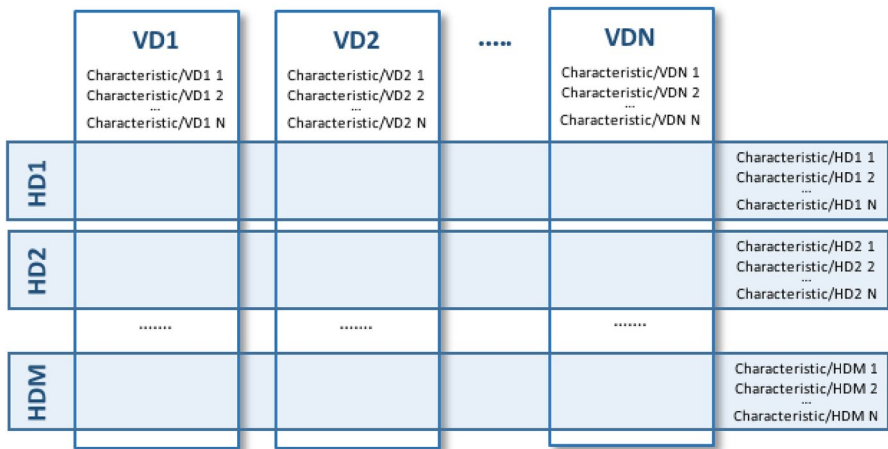 VD1
Characteristic/VD1 1
Characteristic/VD1 2
...
Characteristic/VD1 N
VD2
Characteristic/VD2 1
Characteristic/VD2 2
...
Characteristic/VD2 N
.....
VDN
Characteristic/VDN 1
Characteristic/VDN 2
...
Characteristic/VDN N
HD1
Characteristic/HD1 1
Characteristic/HD1 2
...
Characteristic/HD1 N
HD2
Characteristic/HD2 1
Characteristic/HD2 2
...
Characteristic/HD2 N
.......
.......
.......
HDM
Characteristic/HDM 1
Characteristic/HDM 2
...
Characteristic/HDM N